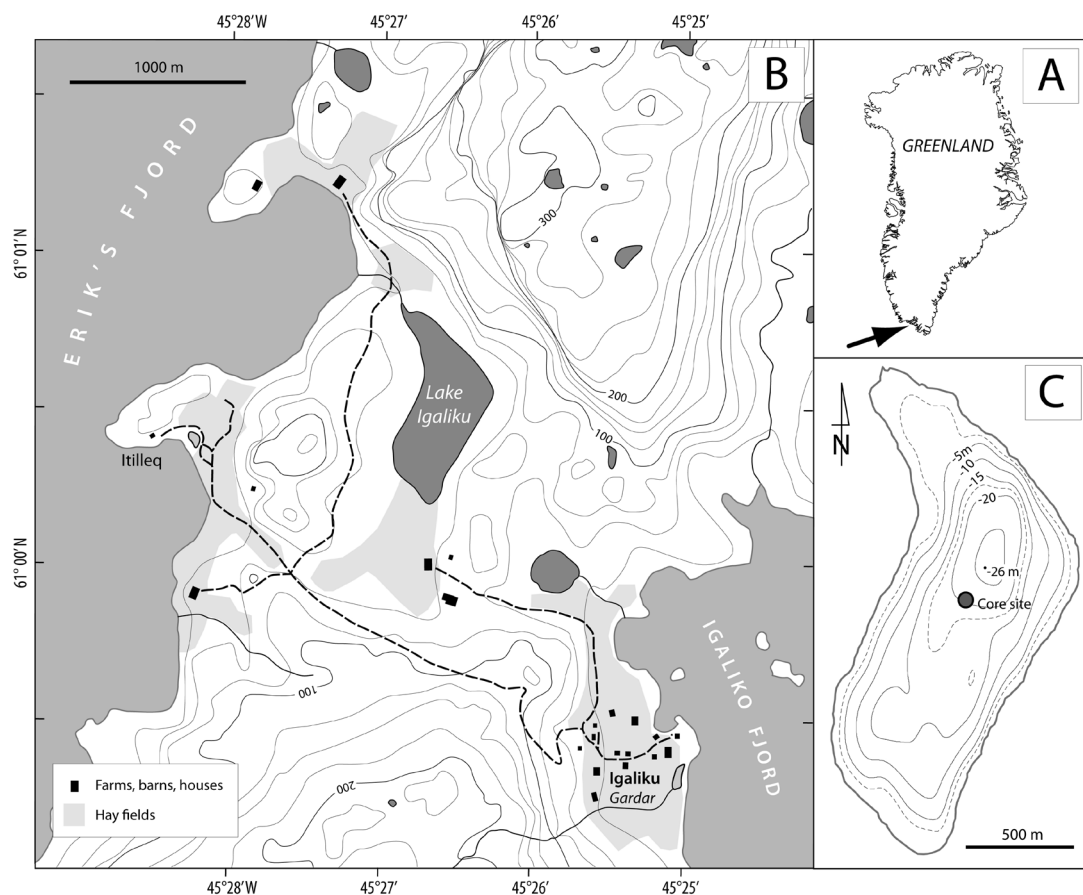 45°28′W
45°27′
45°26′
45°25′
1000 m
B
A
GREENLAND
ERIK'S FJORD
300
61°01′N
200
100
Lake
Igaliku
C
N
-5m
-10
-15
-20
-26 m
Core site
Itilleq
61°00′N
IGALIKO FJORD
100
200
Igaliku
Gardar
Farms, barns, houses
Hay fields
500 m
45°28′W
45°27′
45°26′
45°25′